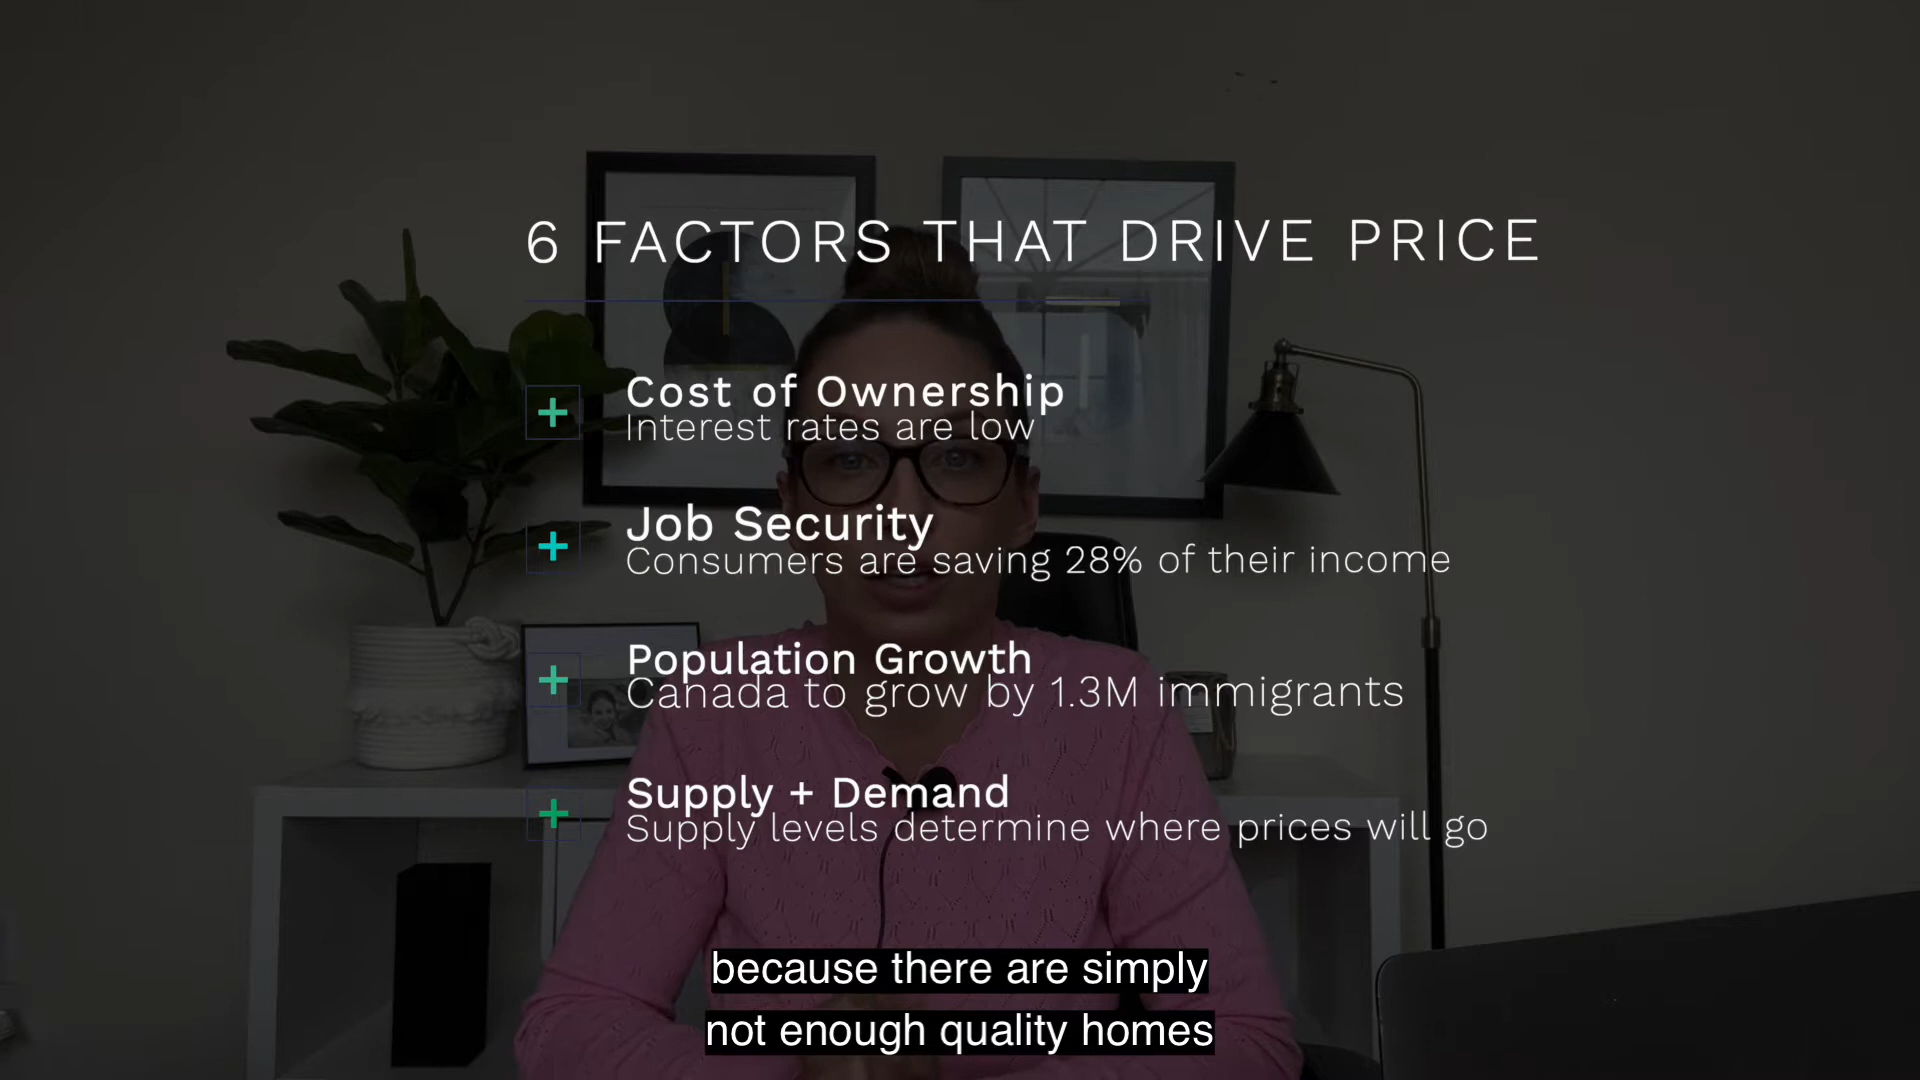 6 FACTORS THAT DRIVE PRICE
+ Cost of Ownership
Interest rates are low
+ Job Security
Consumers are saving 28% of their income
+ Population Growth
Canada to grow by 1.3M immigrants
+ Supply + Demand
Supply levels determine where prices will go
because there are simply
not enough quality homes